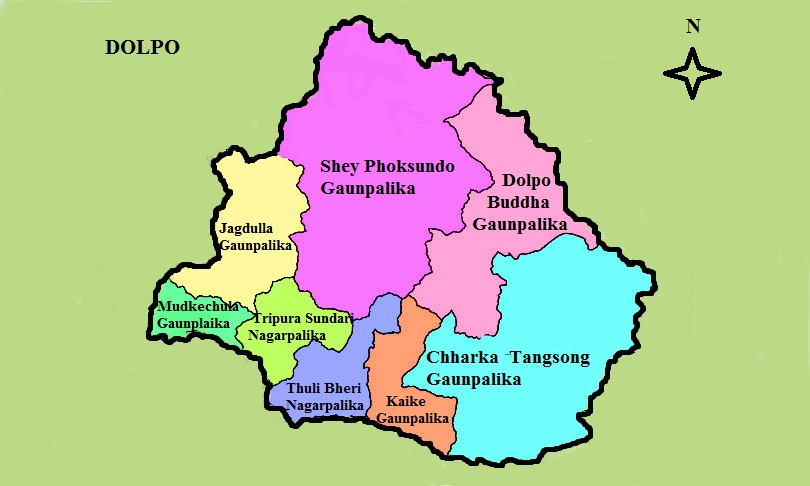 DOLPO
N
Shey Phoksundo
Gaunpalika
Dolpo
Buddha
Gaunpalika
Jagdulla
Gaunpalika
Mudkechula
Gaunplaika
Tripura Sundari
Nagarpalika
Chharka Tangsong
Gaunpalika
Thuli Bheri
Nagarpalika
Kaike
Gaunpalika